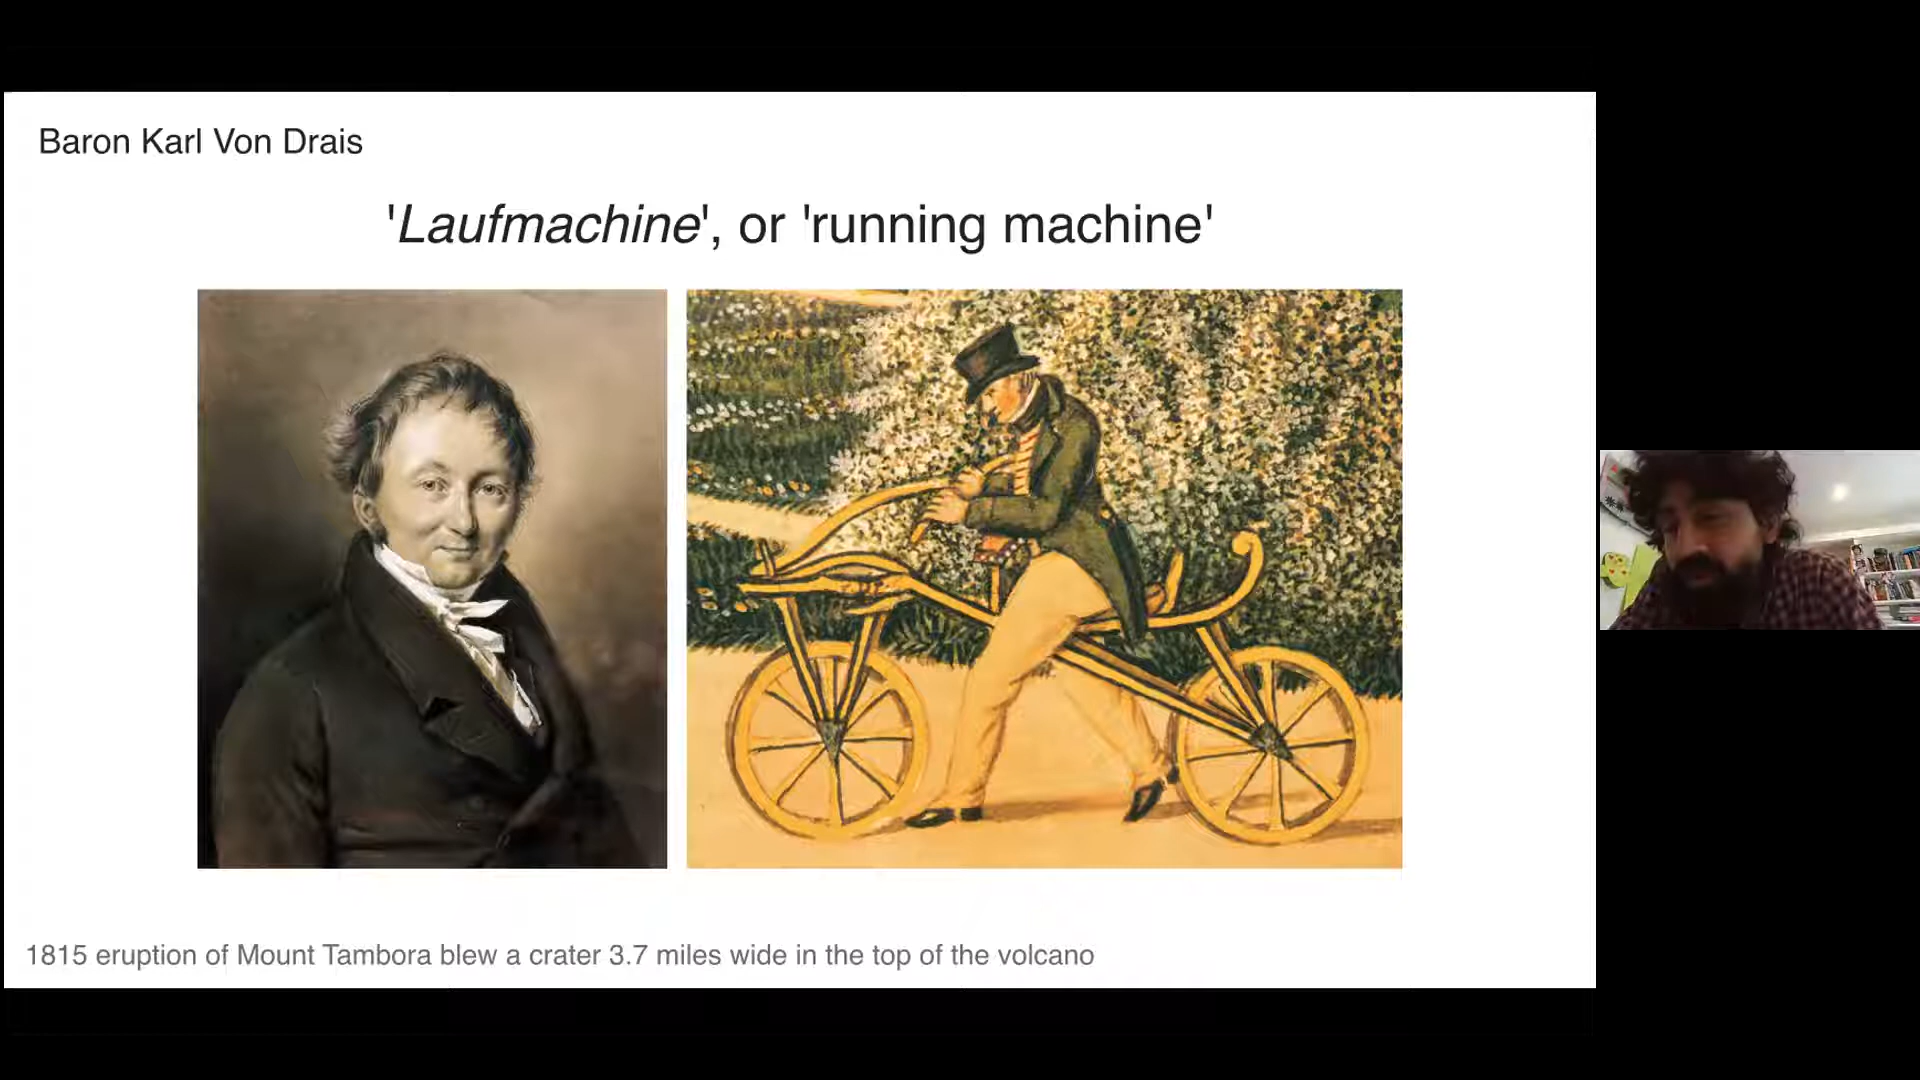 Baron Karl Von Drais
'Laufmachine', or 'running machine'
1815 eruption of Mount Tambora blew a crater 3.7 miles wide in the top of the volcano